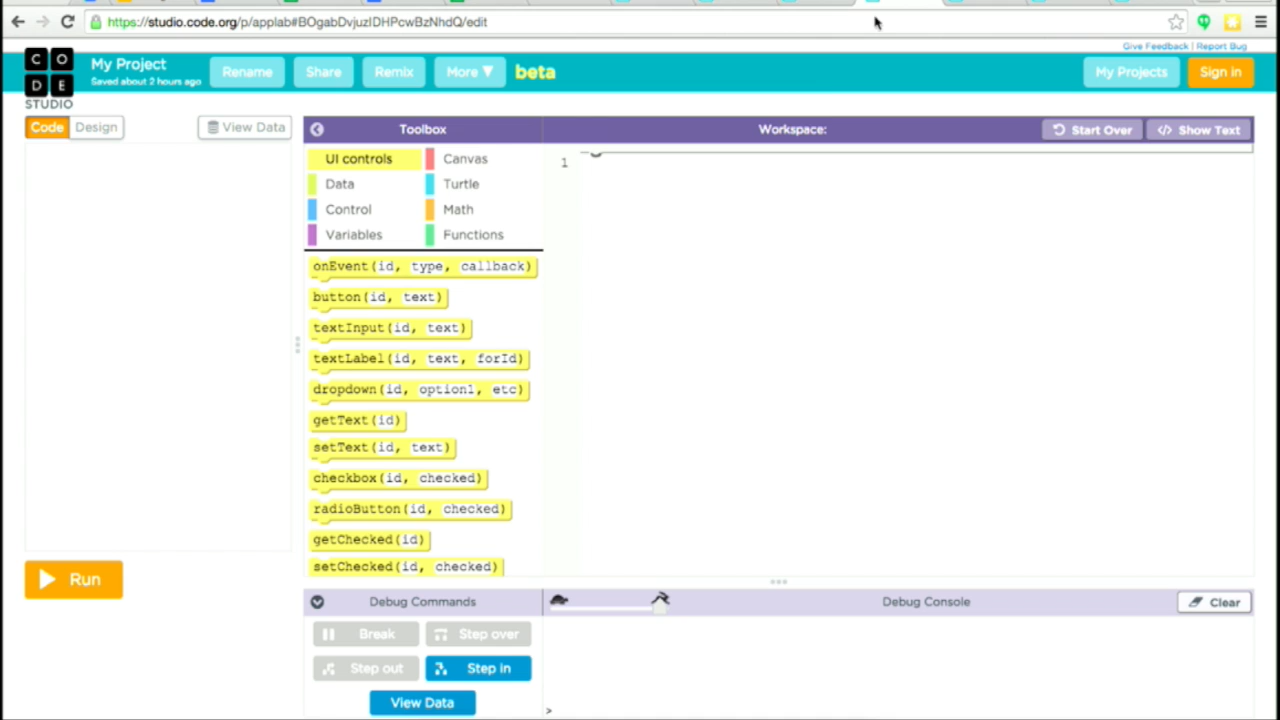 https://studio.code.org/p/applab#BOgabDvjuzlDHPcwBzNhdQ/edit
Give Feedback | Report Bug
CODE
STUDIO
My Project
Saved about 2 hours ago
Rename
Share
Remix
More ▼
beta
My Projects
Sign in
Code
Design
View Data
Toolbox
Workspace:
Start Over
</> Show Text
UI controls
Canvas
Data
Turtle
Control
Math
Variables
Functions
1
onEvent(id, type, callback)
button(id, text)
textInput(id, text)
textLabel(id, text, forId)
dropdown(id, option1, etc)
getText(id)
setText(id, text)
checkbox(id, checked)
radioButton(id, checked)
getChecked(id)
setChecked(id, checked)
Run
Debug Commands
Debug Console
Clear
Break
Step over
Step out
Step in
View Data
>